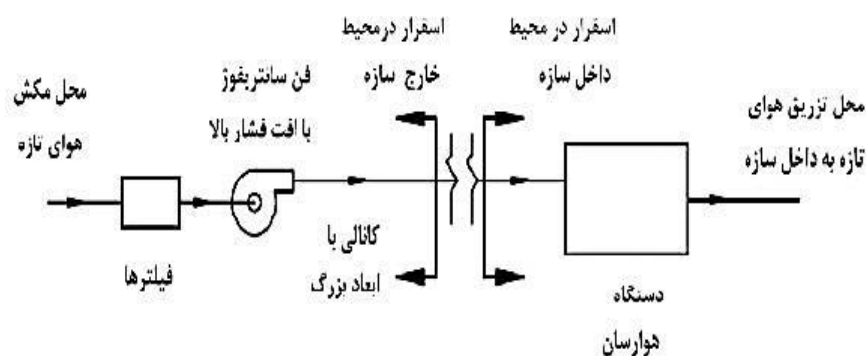 استقرار در محیط
داخل سازه
اسفرار درمحیط
خارج سازه
فن سانتریفوژ
با افت فشار بالا
محل مکش
هوای تازه
محل تزریق هوای
تازه به داخل سازه
کانالی با
ابعاد بزرگ
فیلترها
دستگاه
هوارسان